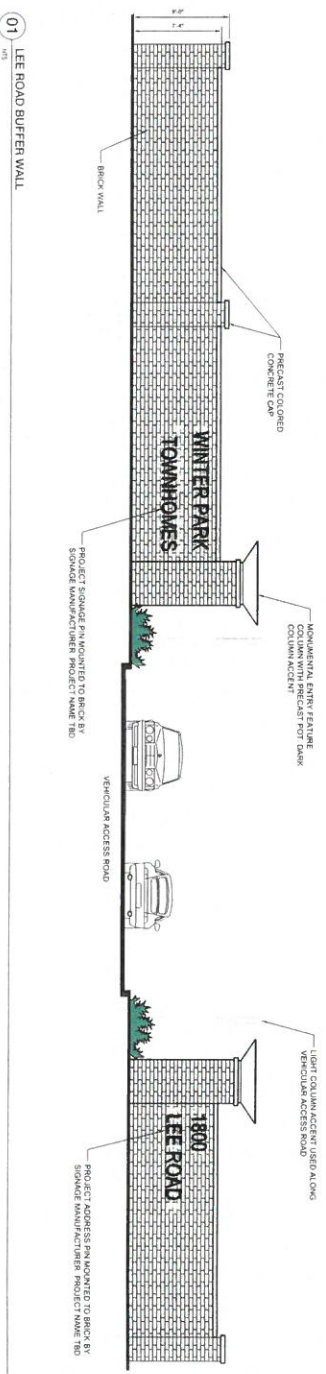 8'-0"
7'-4"
BRICK WALL
PRECAST COLORED
CONCRETE CAP
WINTER PARK
TOWNHOMES
PROJECT SIGNAGE PIN MOUNTED TO BRICK BY
SIGNAGE MANUFACTURER. PROJECT NAME TBD
MONUMENTAL ENTRY FEATURE
COLUMN WITH PRECAST POT. DARK
COLUMN ACCENT
VEHICULAR ACCESS ROAD
LIGHT COLUMN ACCENT USED ALONG
VEHICULAR ACCESS ROAD
1800
LEE ROAD
PROJECT ADDRESS PIN MOUNTED TO BRICK BY
SIGNAGE MANUFACTURER. PROJECT NAME TBD
01
LEE ROAD BUFFER WALL
NTS